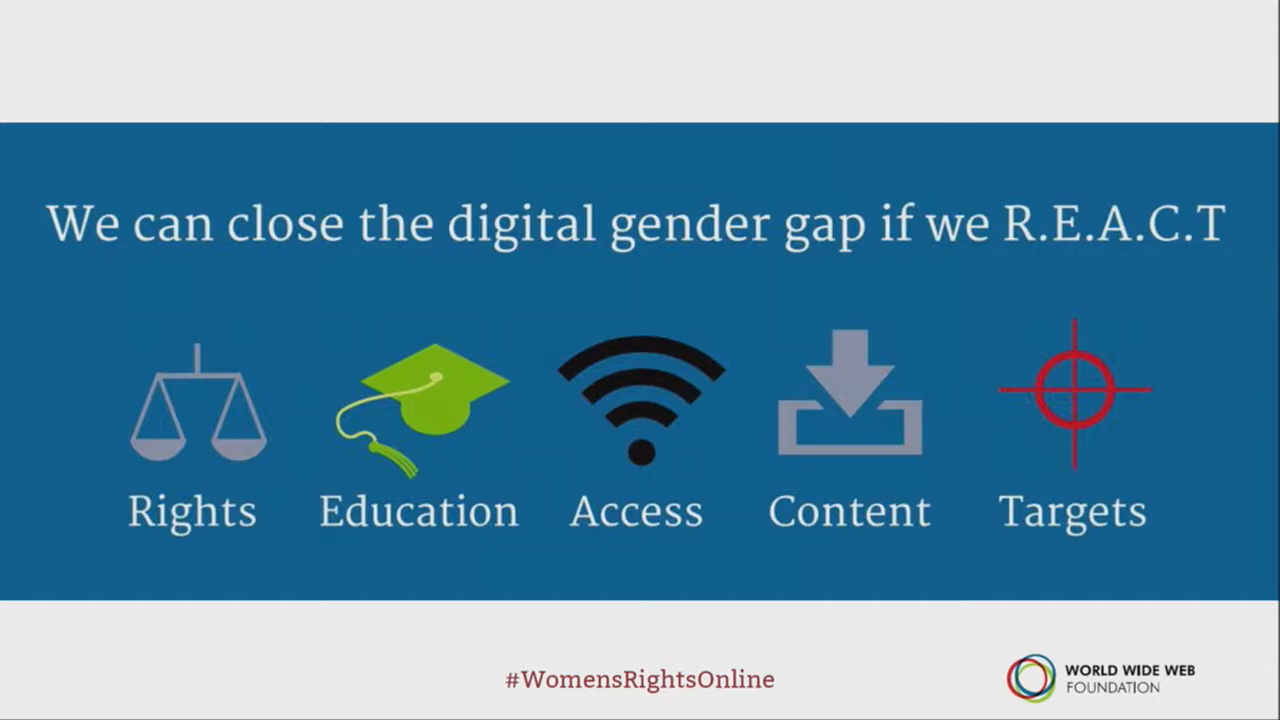 We can close the digital gender gap if we R.E.A.C.T
Rights Education Access Content Targets
#WomensRightsOnline
WORLD WIDE WEB
FOUNDATION